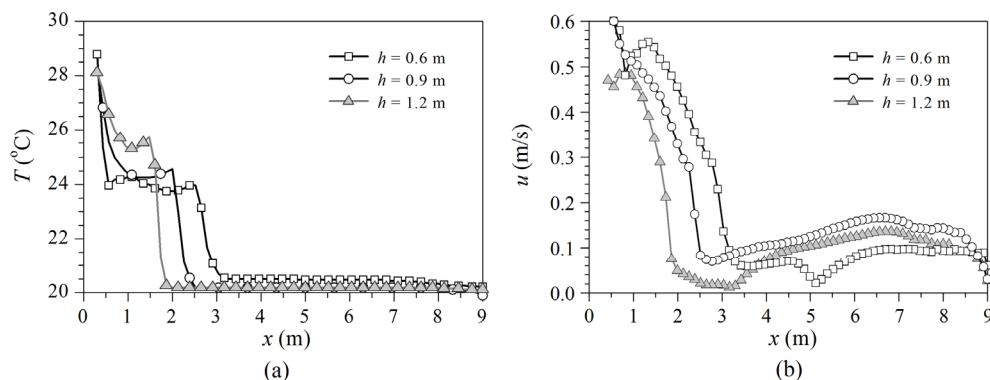 30
28
26
24
22
20
T (°C)
h = 0.6 m
h = 0.9 m
h = 1.2 m
0 1 2 3 4 5 6 7 8 9
x (m)
(a)
0.6
0.5
0.4
0.3
0.2
0.1
0.0
u (m/s)
h = 0.6 m
h = 0.9 m
h = 1.2 m
0 1 2 3 4 5 6 7 8 9
x (m)
(b)